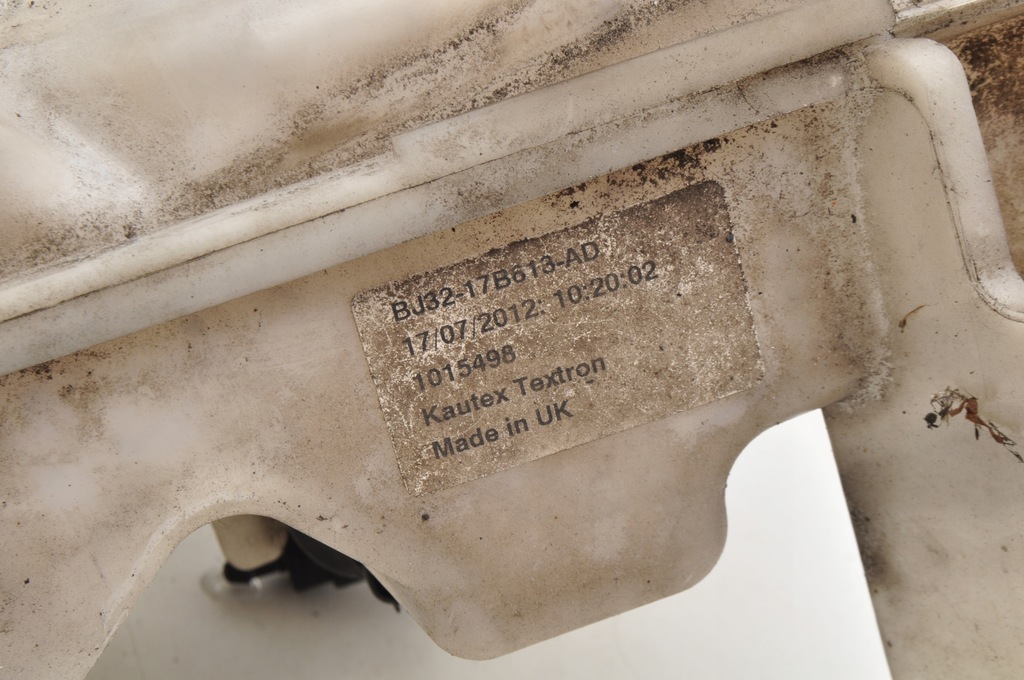 BJ32-17B613-AD
17/07/2012: 10:20:02
1015498
Kautex Textron
Made in UK